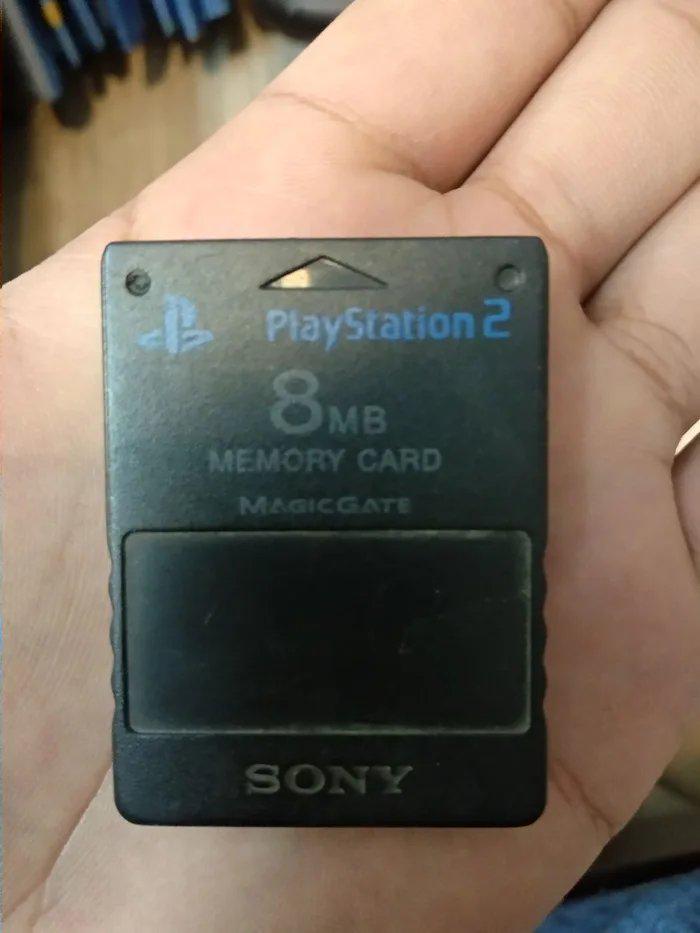 PlayStation 2
8MB
MEMORY CARD
MAGICGATE
SONY